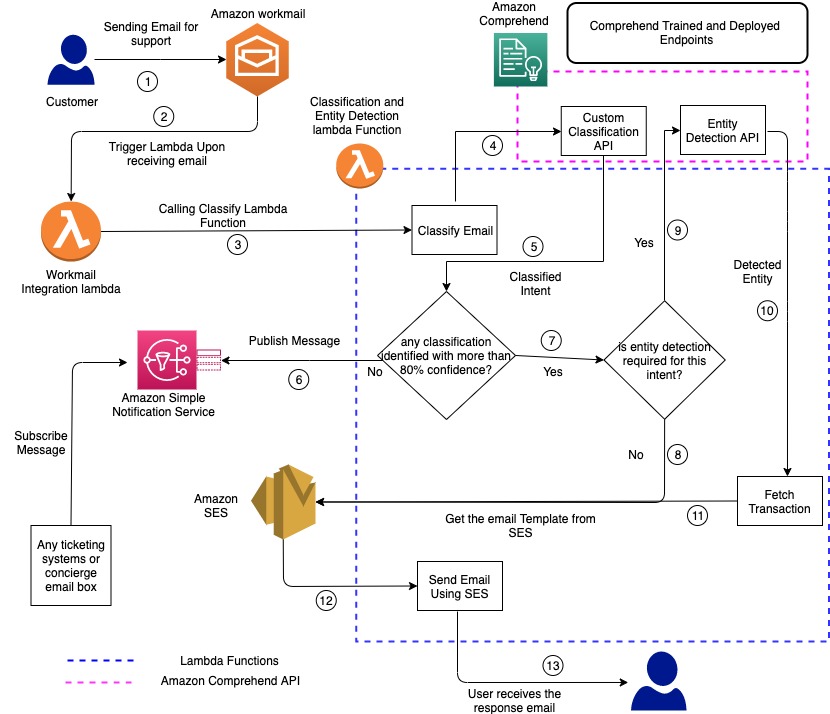 Sending Email for
support
Amazon workmail
Amazon
Comprehend
Comprehend Trained and Deployed
Endpoints
1
Customer
2
Trigger Lambda Upon
receiving email
Classification and
Entity Detection
lambda Function
4
Custom
Classification
API
Entity
Detection API
Calling Classify Lambda
Function
3
Workmail
Integration lambda
Classify Email
5
Classified
Intent
Yes
9
Detected
Entity
10
Publish Message
6
No
any classification
identified with more than
80% confidence?
7
Yes
is entity detection
required for this
intent?
Amazon Simple
Notification Service
Subscribe
Message
No
8
Amazon
SES
Fetch
Transaction
11
Get the email Template from
SES
Any ticketing
systems or
concierge
email box
12
Send Email
Using SES
13
User receives the
response email
Lambda Functions
Amazon Comprehend API